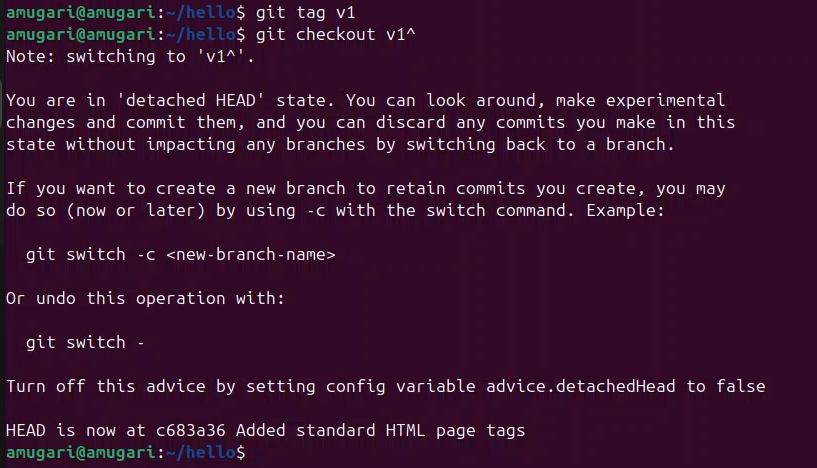 amugari@amugari:~/hello$ git tag v1
amugari@amugari:~/hello$ git checkout v1^
Note: switching to 'v1^'.
You are in 'detached HEAD' state. You can look around, make experimental
changes and commit them, and you can discard any commits you make in this
state without impacting any branches by switching back to a branch.
If you want to create a new branch to retain commits you create, you may
do so (now or later) by using -c with the switch command. Example:
git switch -c <new-branch-name>
Or undo this operation with:
git switch -
Turn off this advice by setting config variable advice.detachedHead to false
HEAD is now at c683a36 Added standard HTML page tags
amugari@amugari:~/hello$